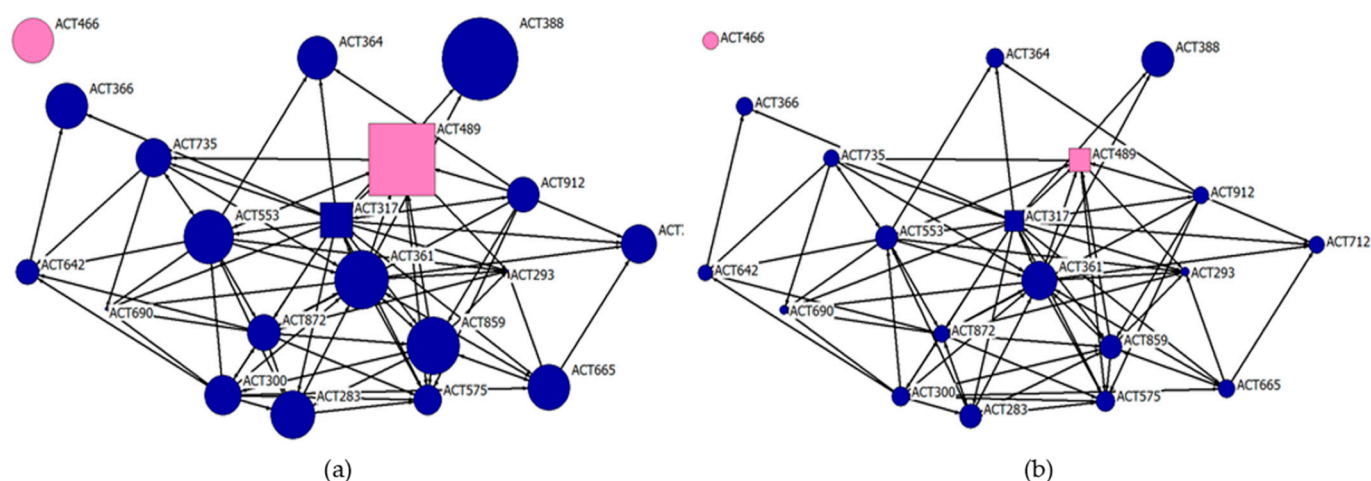 ACT466
ACT388
ACT364
ACT366
ACT489
ACT735
ACT912
ACT317
ACT553
ACT361
ACT293
ACT642
ACT690
ACT859
ACT872
ACT665
ACT300
ACT575
ACT283
(a)
ACT466
ACT388
ACT364
ACT366
ACT489
ACT735
ACT912
ACT317
ACT553
ACT712
ACT361
ACT293
ACT642
ACT690
ACT859
ACT872
ACT665
ACT300
ACT575
ACT283
(b)